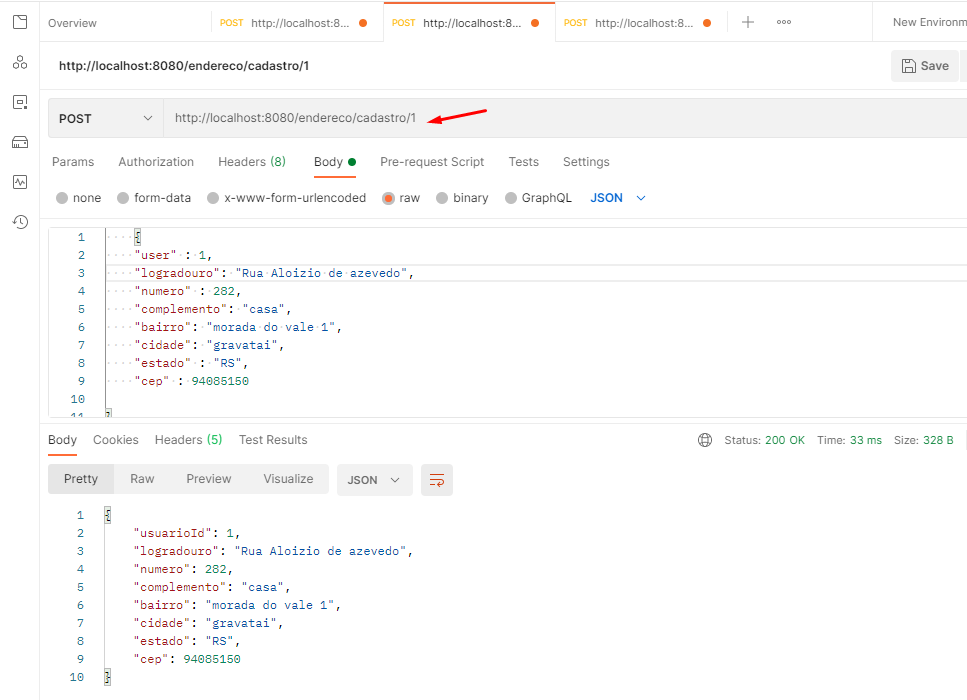 Overview POST http://localhost:8... POST http://localhost:8... POST http://localhost:8... New Environm
http://localhost:8080/endereco/cadastro/1 Save
POST http://localhost:8080/endereco/cadastro/1
Params Authorization Headers (8) Body Pre-request Script Tests Settings
none form-data x-www-form-urlencoded raw binary GraphQL JSON
1 {
2 "user" : 1,
3 "logradouro": "Rua Aloizio de azevedo",
4 "numero" : 282,
5 "complemento": "casa",
6 "bairro": "morada do vale 1",
7 "cidade": "gravatai",
8 "estado" : "RS",
9 "cep" : 94085150
10
11 }
Body Cookies Headers (5) Test Results Status: 200 OK Time: 33 ms Size: 328 B
Pretty Raw Preview Visualize JSON
1 {
2 "usuarioId": 1,
3 "logradouro": "Rua Aloizio de azevedo",
4 "numero": 282,
5 "complemento": "casa",
6 "bairro": "morada do vale 1",
7 "cidade": "gravatai",
8 "estado": "RS",
9 "cep": 94085150
10 }